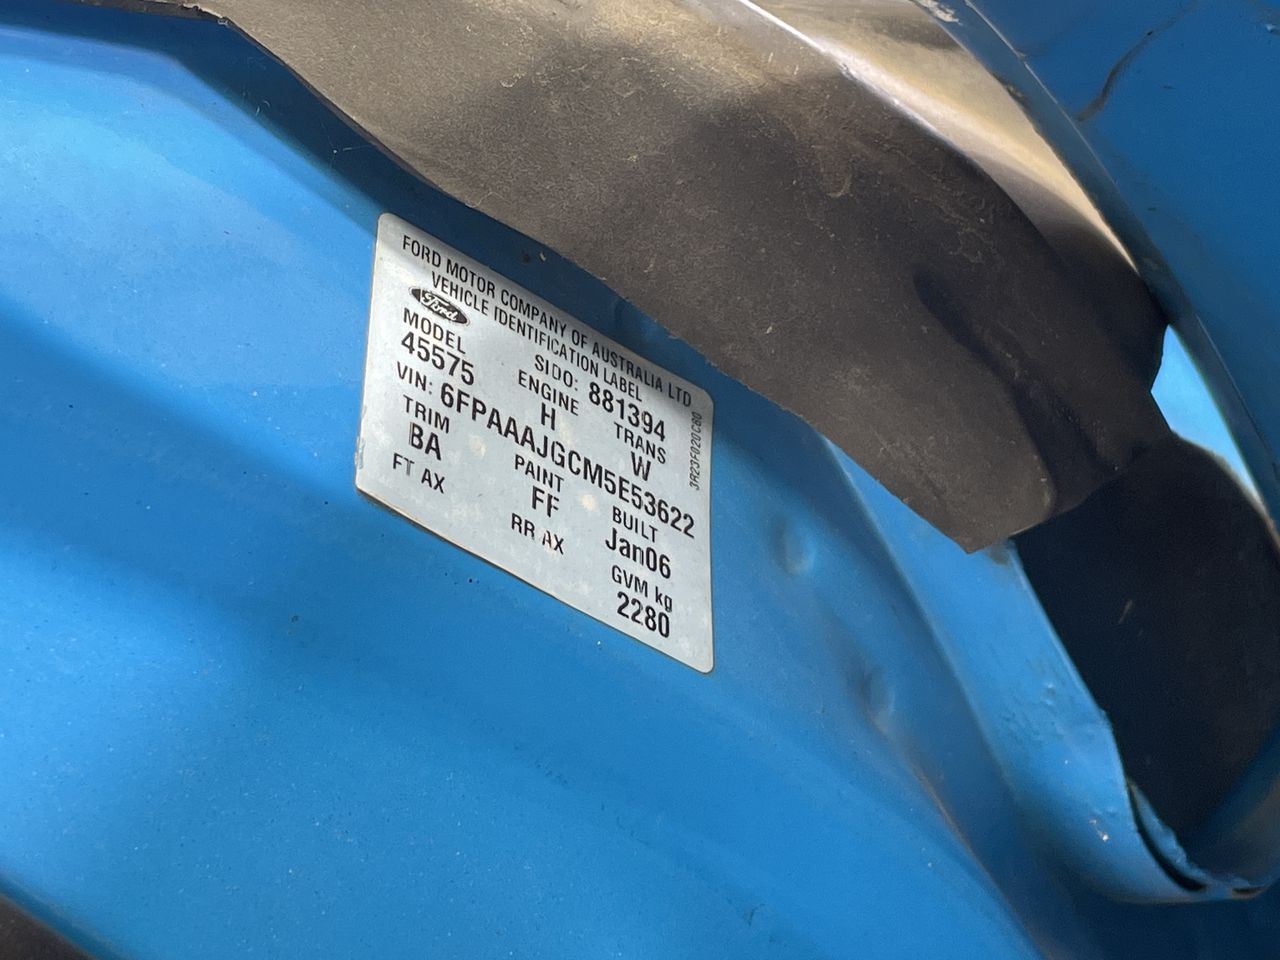 FORD MOTOR COMPANY OF AUSTRALIA LTD
VEHICLE IDENTIFICATION LABEL
Ford
MODEL SIDO: 881394
45575 ENGINE TRANS
H W
VIN: 6FPAAAJGCM5E53622
TRIM PAINT BUILT
BA FF Jan06
FT AX RR AX GVM kg
2280
3R23F020C80